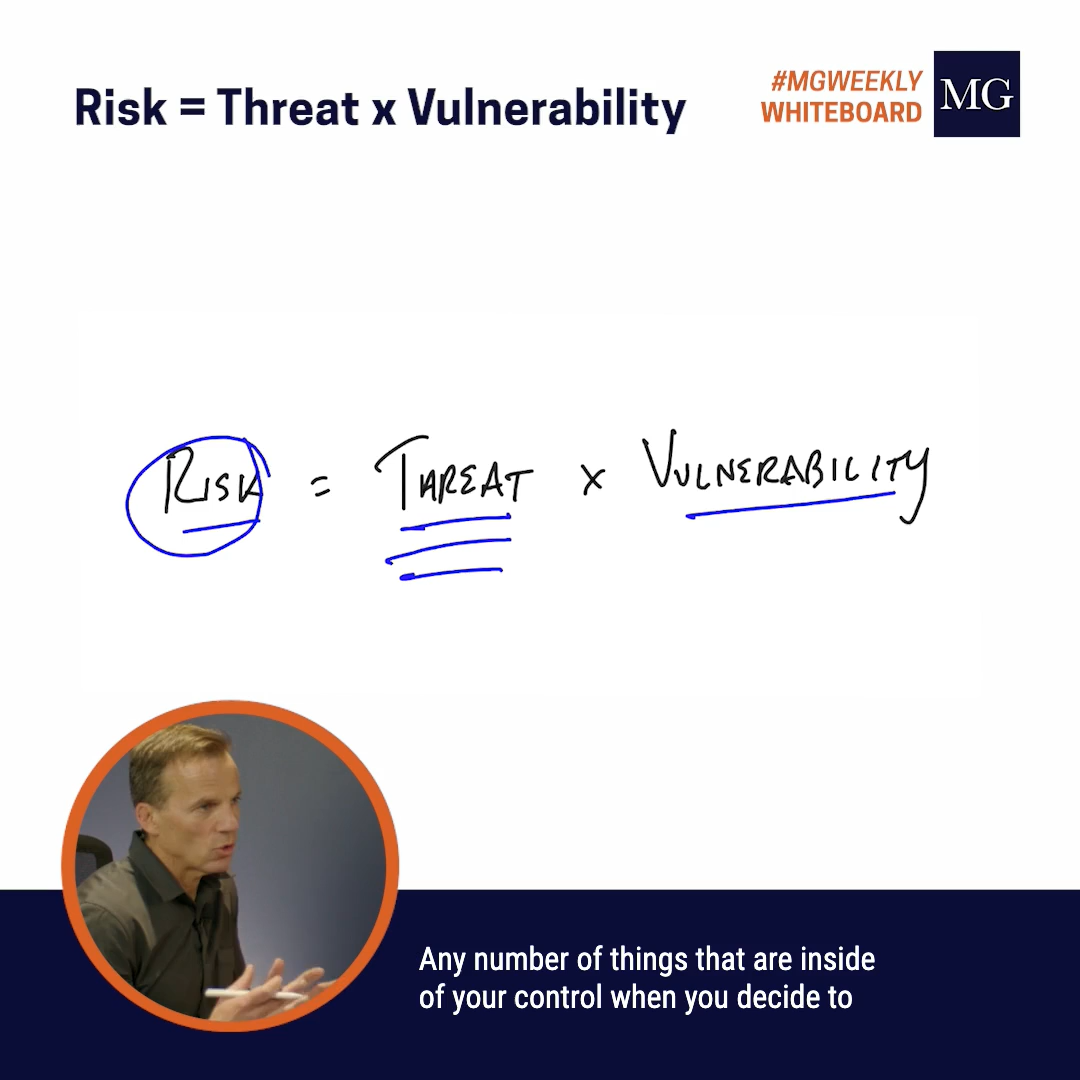 Risk = Threat x Vulnerability
#MGWEEKLY
WHITEBOARD
MG
RISK = THREAT x VULNERABILITY
Any number of things that are inside
of your control when you decide to